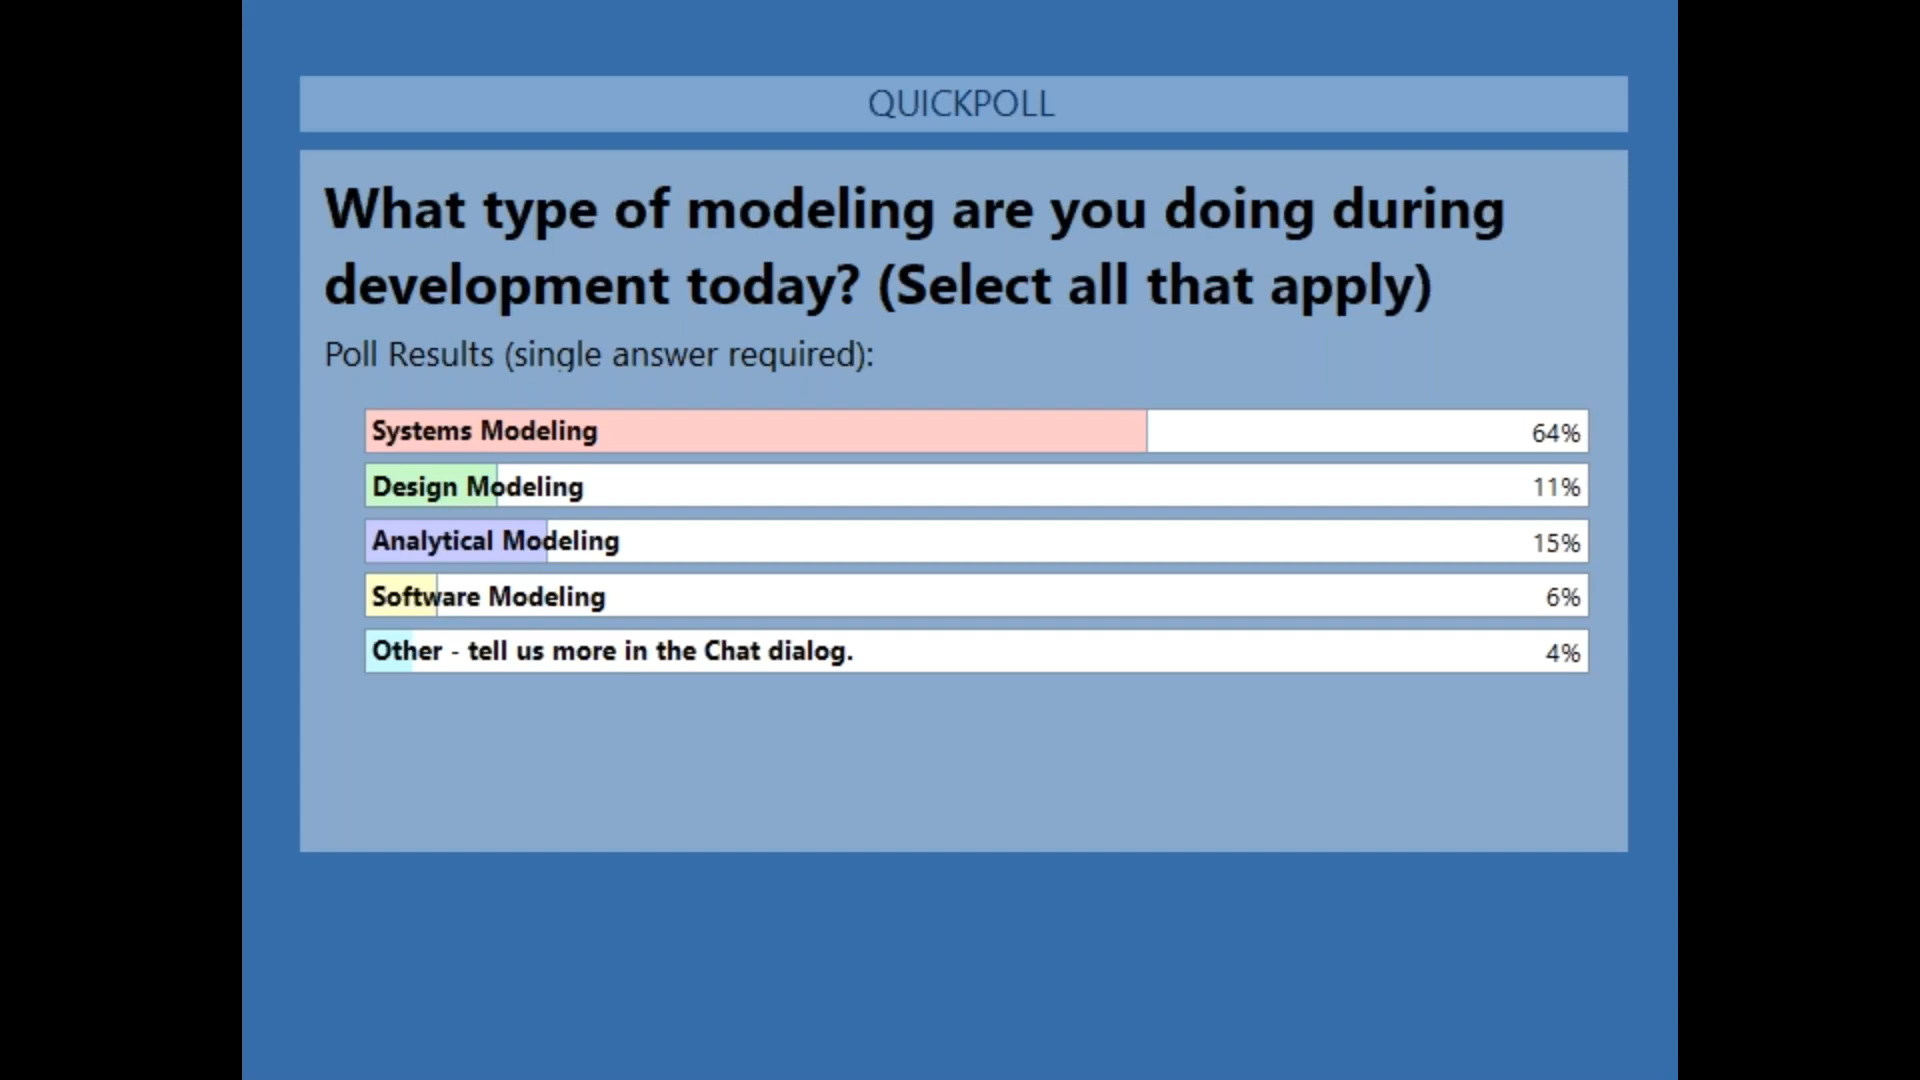 QUICKPOLL
What type of modeling are you doing during
development today? (Select all that apply)
Poll Results (single answer required):
Systems Modeling 64%
Design Modeling 11%
Analytical Modeling 15%
Software Modeling 6%
Other - tell us more in the Chat dialog. 4%